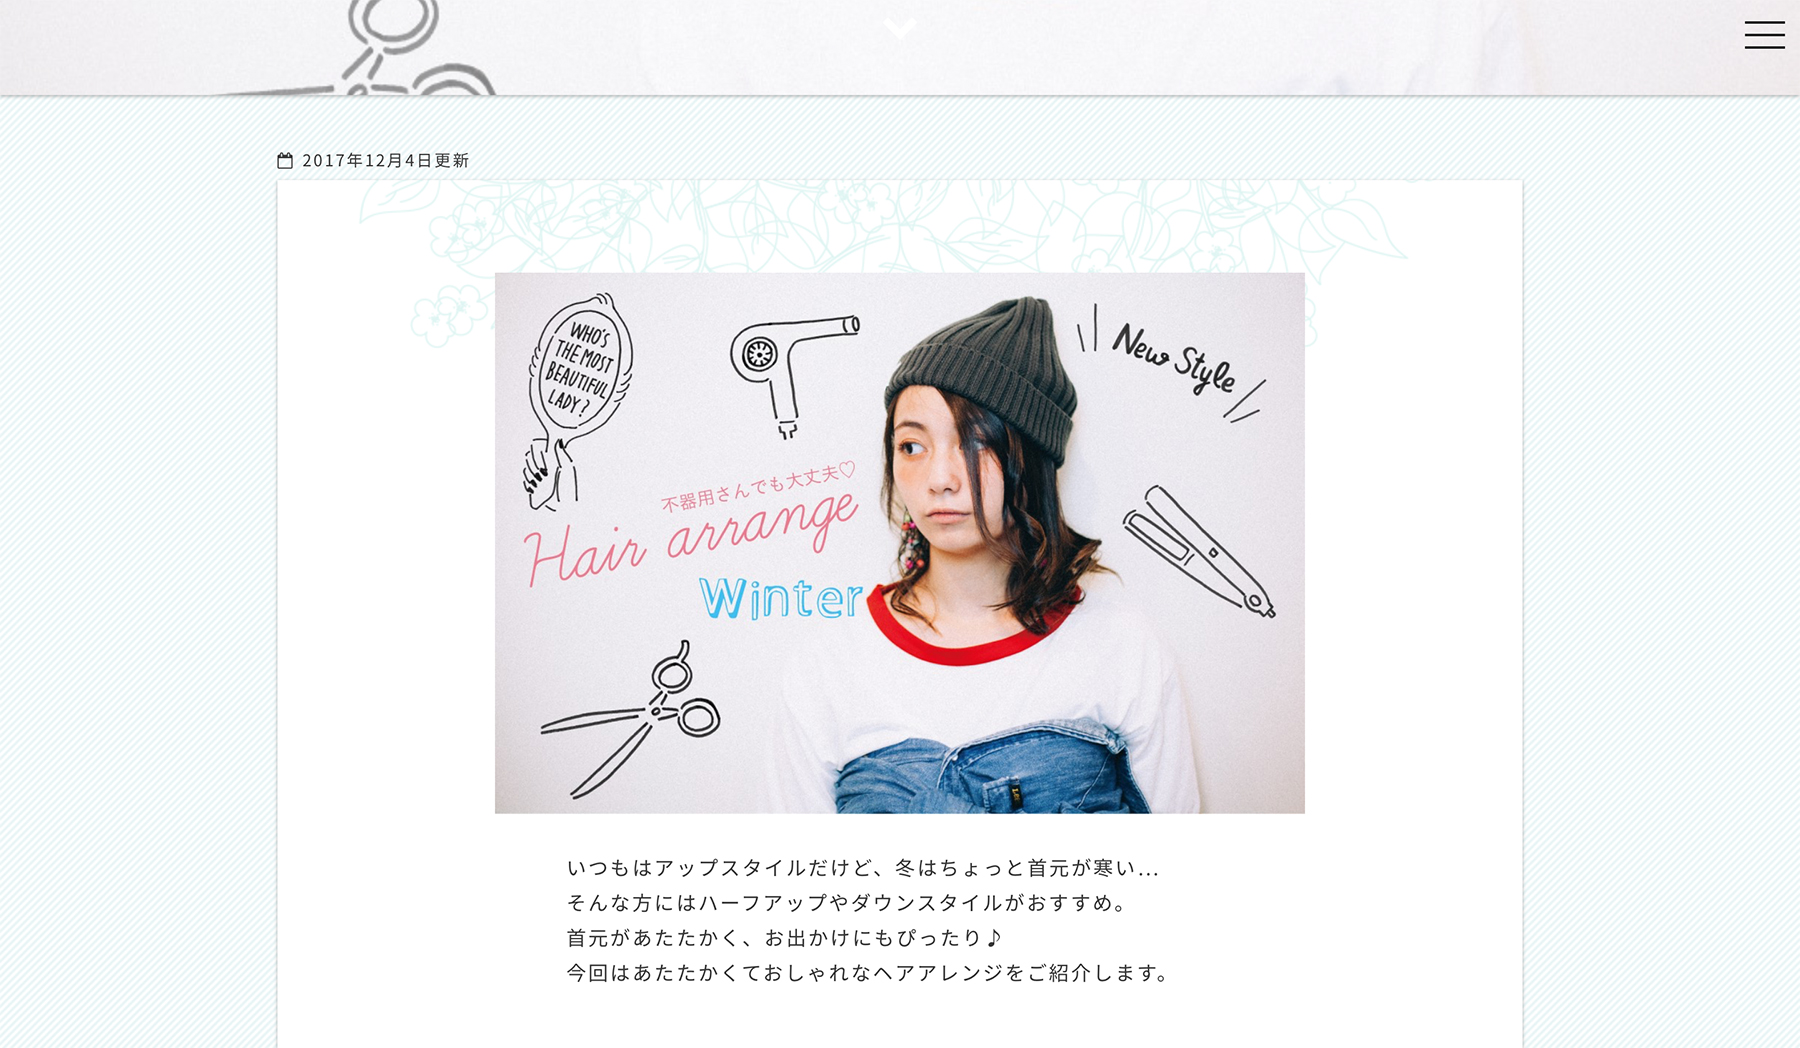 2017年12月4日更新
WHO'S
THE MOST
BEAUTIFUL
LADY?
New Style
不器用さんでも大丈夫♡
Hair arrange
Winter
いつもはアップスタイルだけど、冬はちょっと首元が寒い...
そんな方にはハーフアップやダウンスタイルがおすすめ。
首元があたたかく、お出かけにもぴったり♪
今回はあたたかくておしゃれなヘアアレンジをご紹介します。